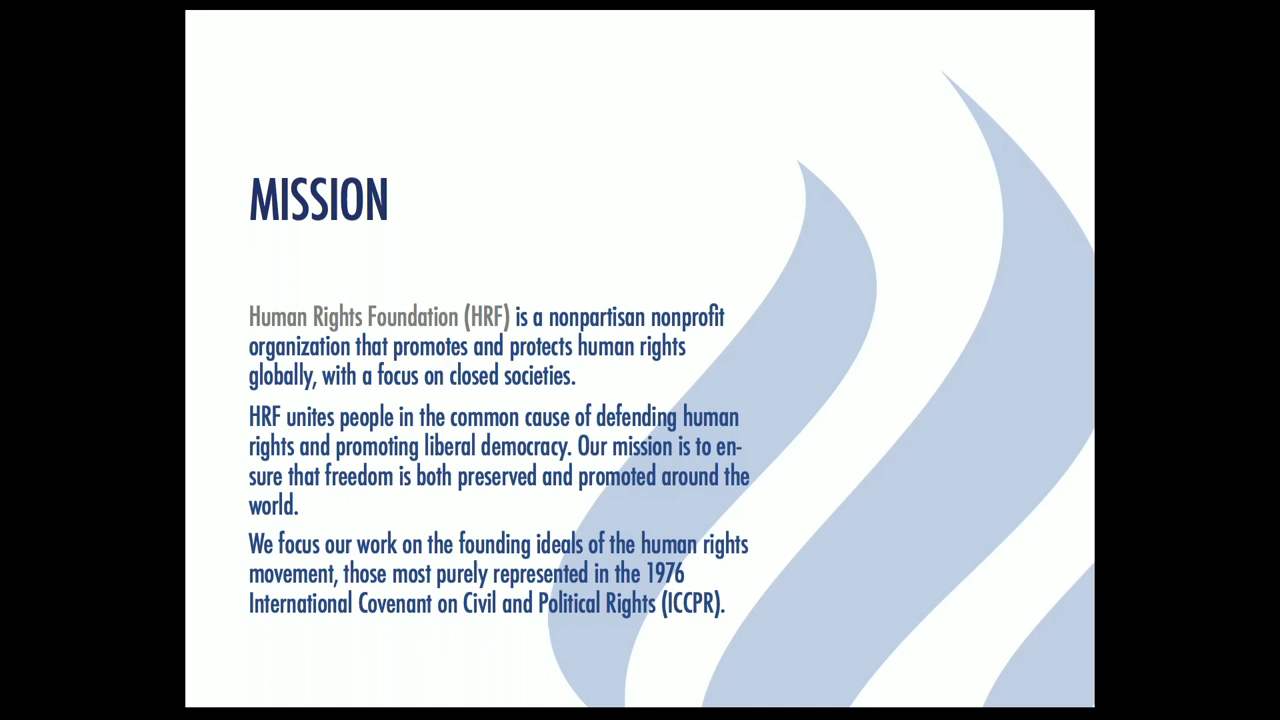 MISSION
Human Rights Foundation (HRF) is a nonpartisan nonprofit
organization that promotes and protects human rights
globally, with a focus on closed societies.
HRF unites people in the common cause of defending human
rights and promoting liberal democracy. Our mission is to en-
sure that freedom is both preserved and promoted around the
world.
We focus our work on the founding ideals of the human rights
movement, those most purely represented in the 1976
International Covenant on Civil and Political Rights (ICCPR).